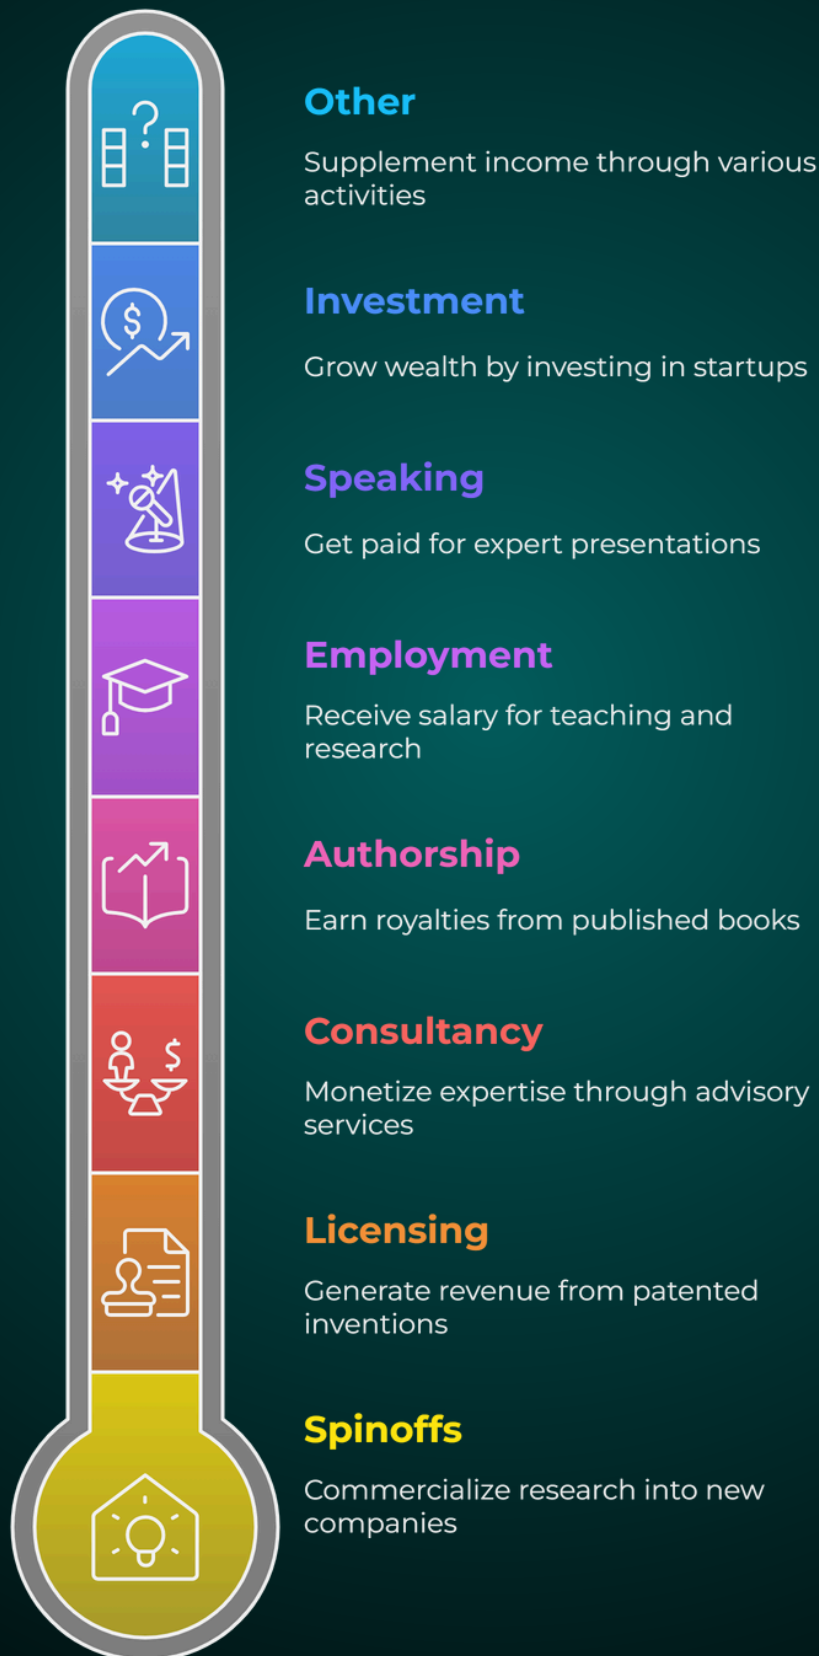 Other
Supplement income through various
activities
Investment
Grow wealth by investing in startups
Speaking
Get paid for expert presentations
Employment
Receive salary for teaching and
research
Authorship
Earn royalties from published books
Consultancy
Monetize expertise through advisory
services
Licensing
Generate revenue from patented
inventions
Spinoffs
Commercialize research into new
companies